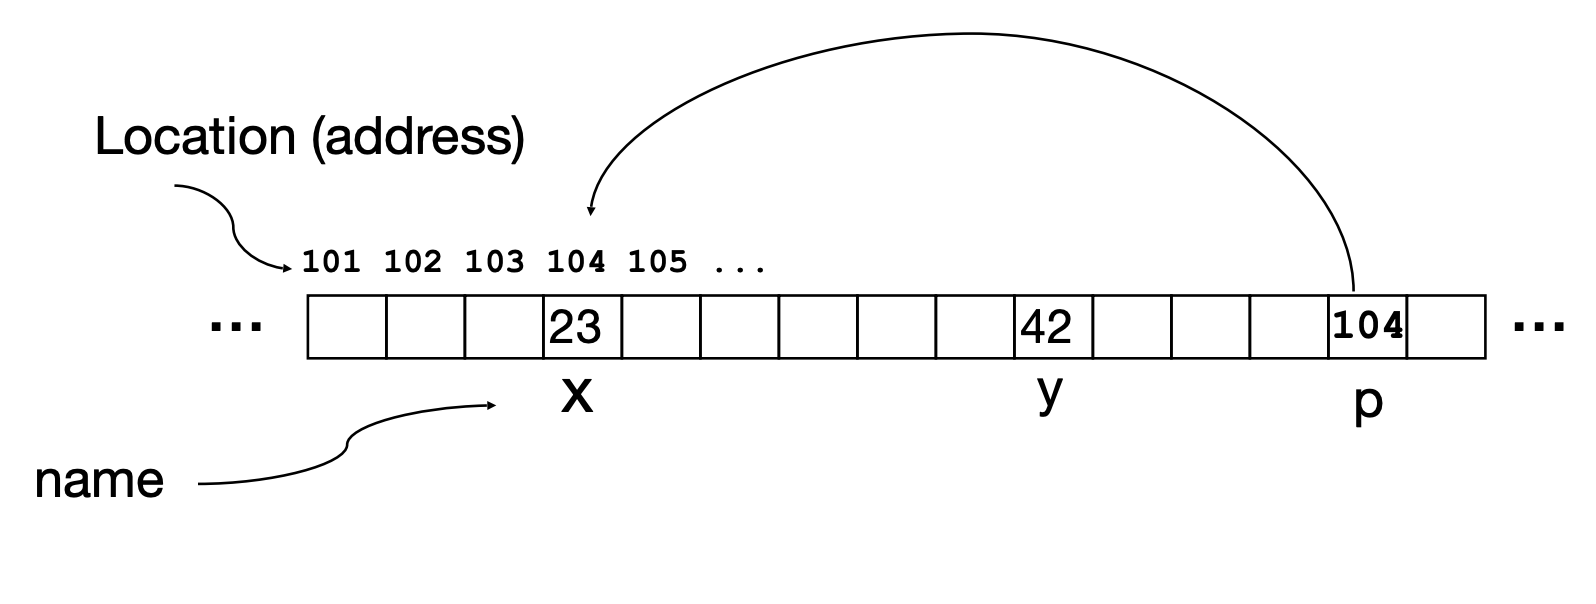 Location (address)
101 102 103 104 105 ...
... 23 42 104 ...
x y p
name